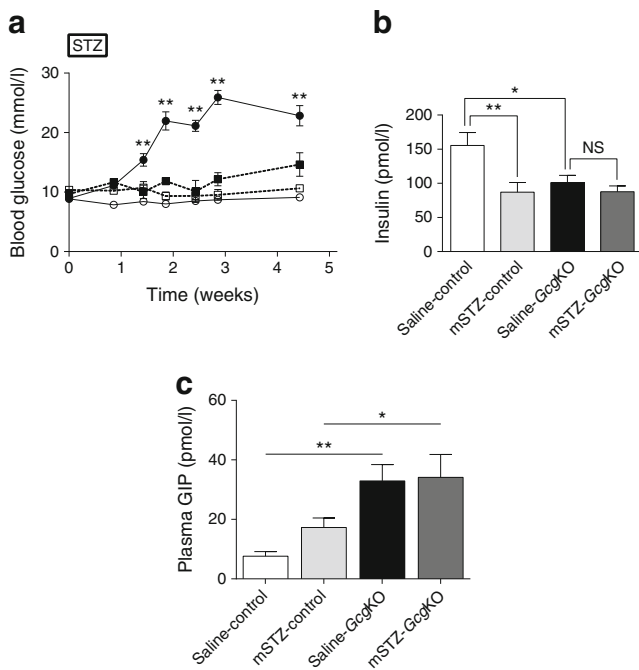 a
STZ
Blood glucose (mmol/l)
30
20
10
0
** ** ** ** **
0 1 2 3 4 5
Time (weeks)
b
Insulin (pmol/l)
200
150
100
50
0
*
**
NS
Saline-control
mSTZ-control
Saline-GcgKO
mSTZ-GcgKO
c
Plasma GIP (pmol/l)
60
40
20
0
*
**
Saline-control
mSTZ-control
Saline-GcgKO
mSTZ-GcgKO